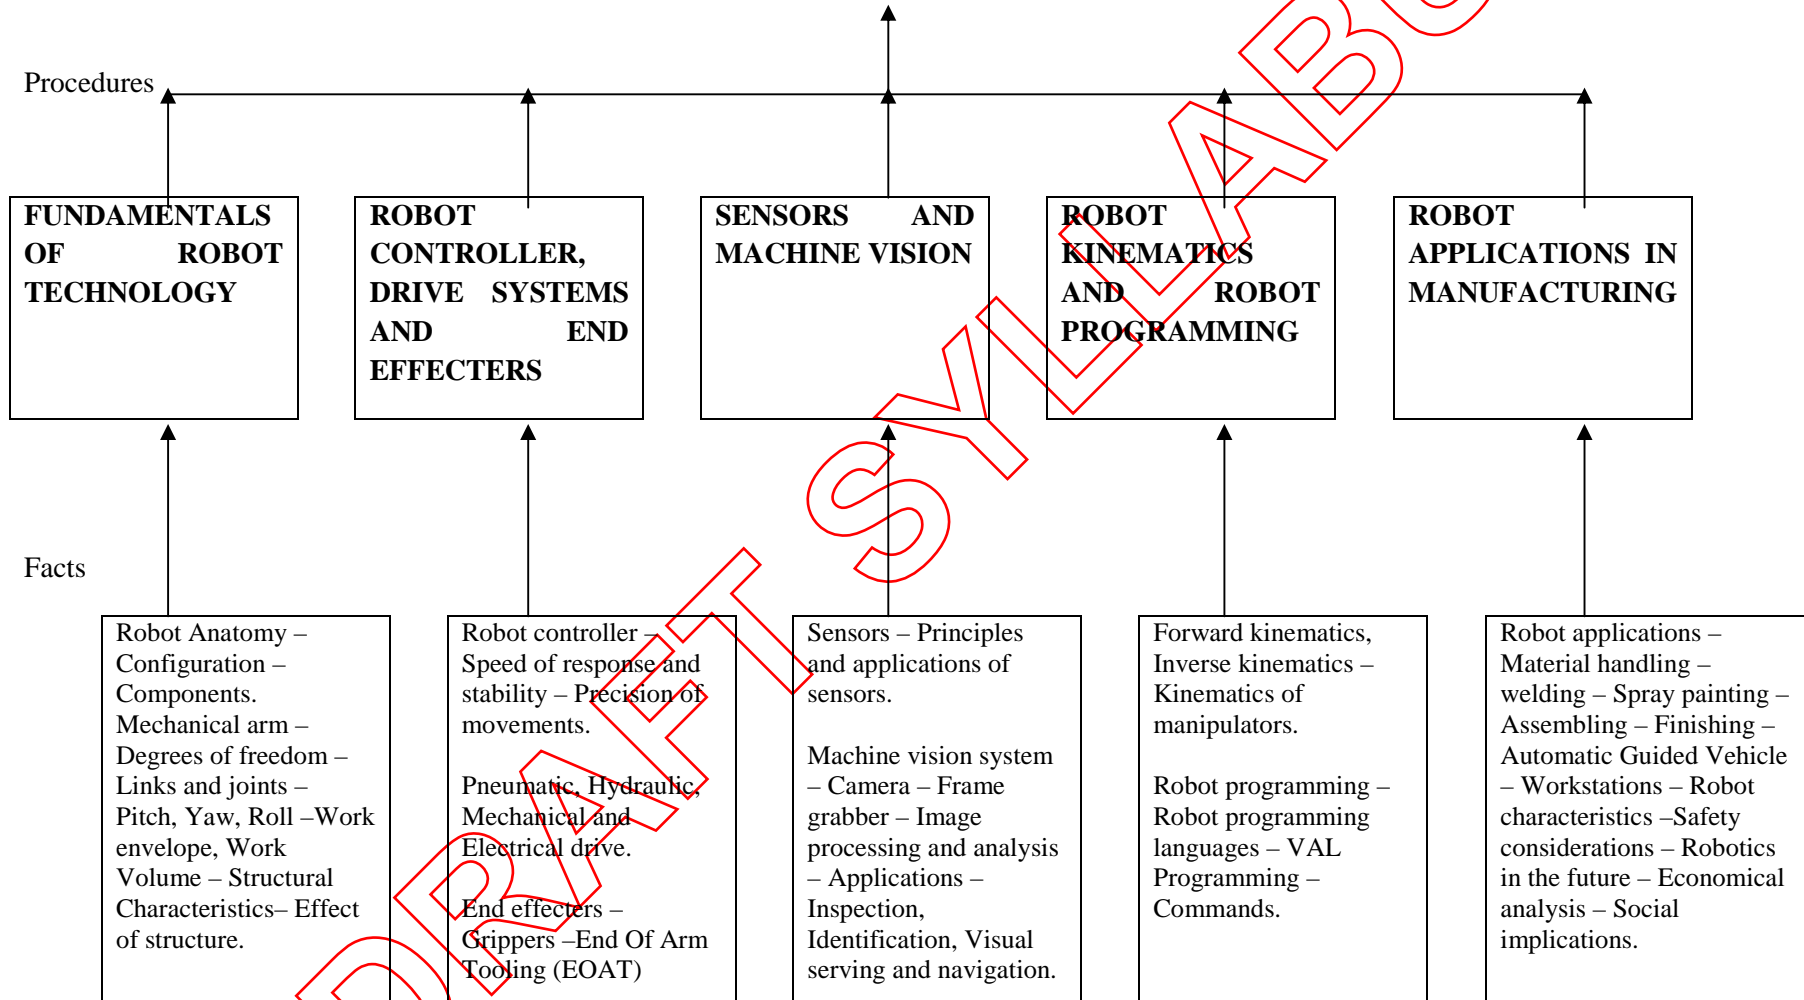 Procedures
FUNDAMENTALS
OF ROBOT
TECHNOLOGY
ROBOT
CONTROLLER,
DRIVE SYSTEMS
AND END
EFFECTERS
SENSORS AND
MACHINE VISION
ROBOT
KINEMATICS
AND ROBOT
PROGRAMMING
ROBOT
APPLICATIONS IN
MANUFACTURING
Facts
Robot Anatomy –
Configuration –
Components.
Mechanical arm –
Degrees of freedom –
Links and joints –
Pitch, Yaw, Roll –Work
envelope, Work
Volume – Structural
Characteristics– Effect
of structure.
Robot controller –
Speed of response and
stability – Precision of
movements.
Pneumatic, Hydraulic,
Mechanical and
Electrical drive.
End effecters –
Grippers –End Of Arm
Tooling (EOAT)
Sensors – Principles
and applications of
sensors.
Machine vision system
– Camera – Frame
grabber – Image
processing and analysis
– Applications –
Inspection,
Identification, Visual
serving and navigation.
Forward kinematics,
Inverse kinematics –
Kinematics of
manipulators.
Robot programming –
Robot programming
languages – VAL
Programming –
Commands.
Robot applications –
Material handling –
welding – Spray painting –
Assembling – Finishing –
Automatic Guided Vehicle
– Workstations – Robot
characteristics –Safety
considerations – Robotics
in the future – Economical
analysis – Social
implications.
DRAFT SYLLABU